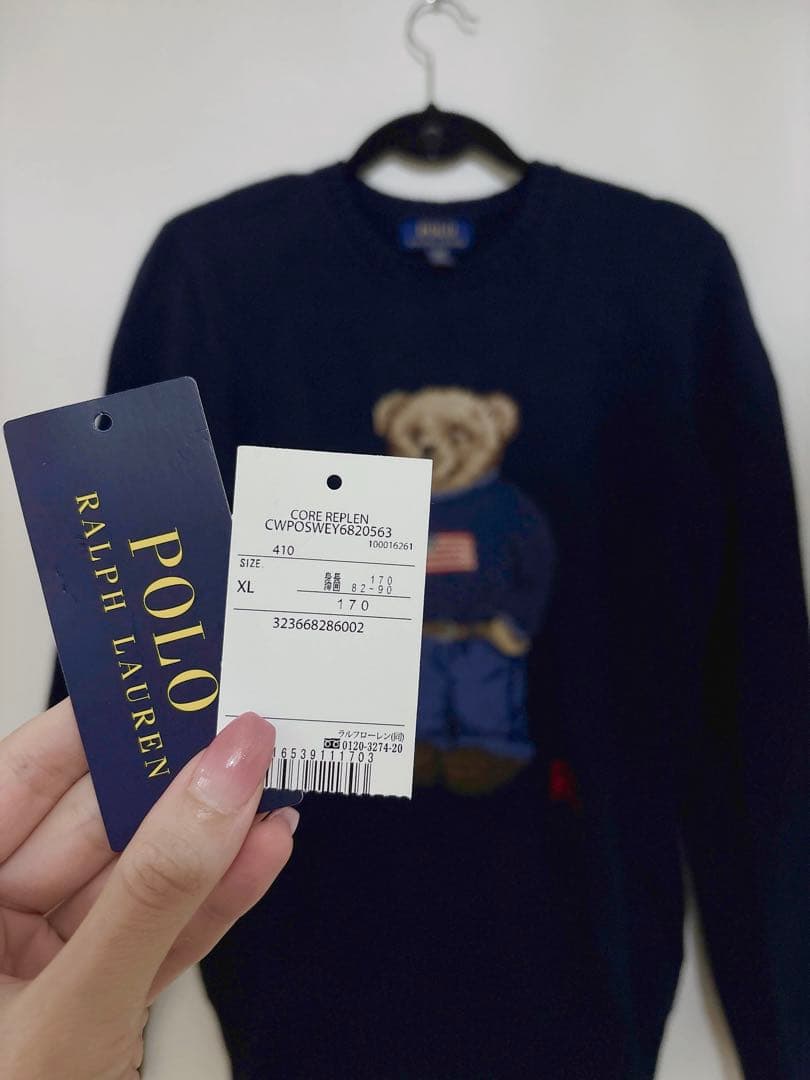 POLO
RALPH LAUREN
CORE REPLEN
CWPOSWEY6820563
100016261
410
SIZE.
XL
身長 170
胸囲 82-90
170
323668286002
ラルフローレン(同)
0120-3274-20
16539111703
POLO